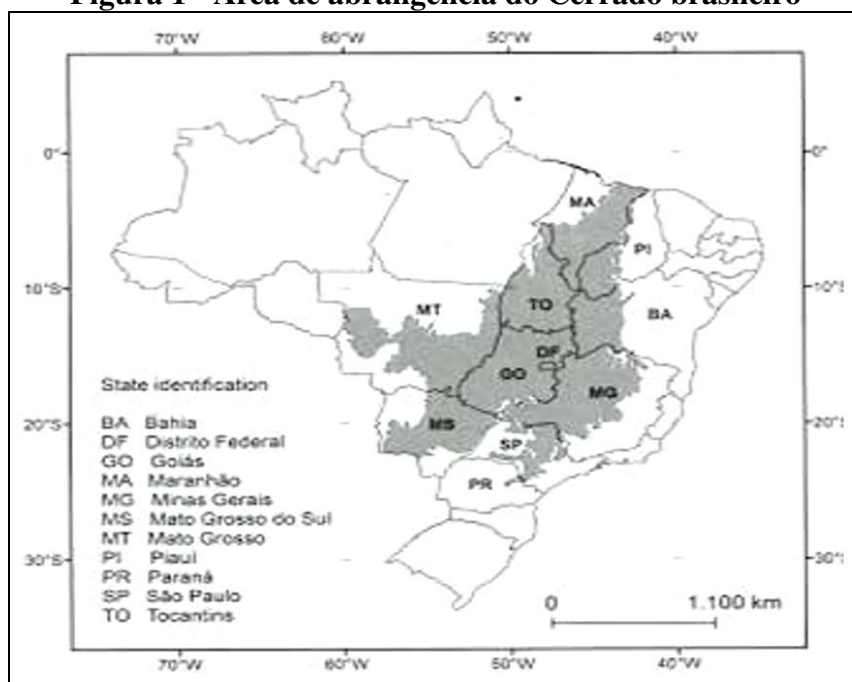 Figura 1 - Área de abrangência do Cerrado brasileiro
70°W 60°W 50°W 40°W
0° 0°
MA
PI
10°S 10°S
MT TO BA
DF
GO
MG
State identification
BA Bahia
DF Distrito Federal
GO Goiás
MA Maranhão
MG Minas Gerais
MS Mato Grosso do Sul
MT Mato Grosso
PI Piauí
PR Paraná
SP São Paulo
TO Tocantins
20°S 20°S
MS
SP
PR
30°S 30°S
0 1.100 km
70°W 60°W 50°W 40°W